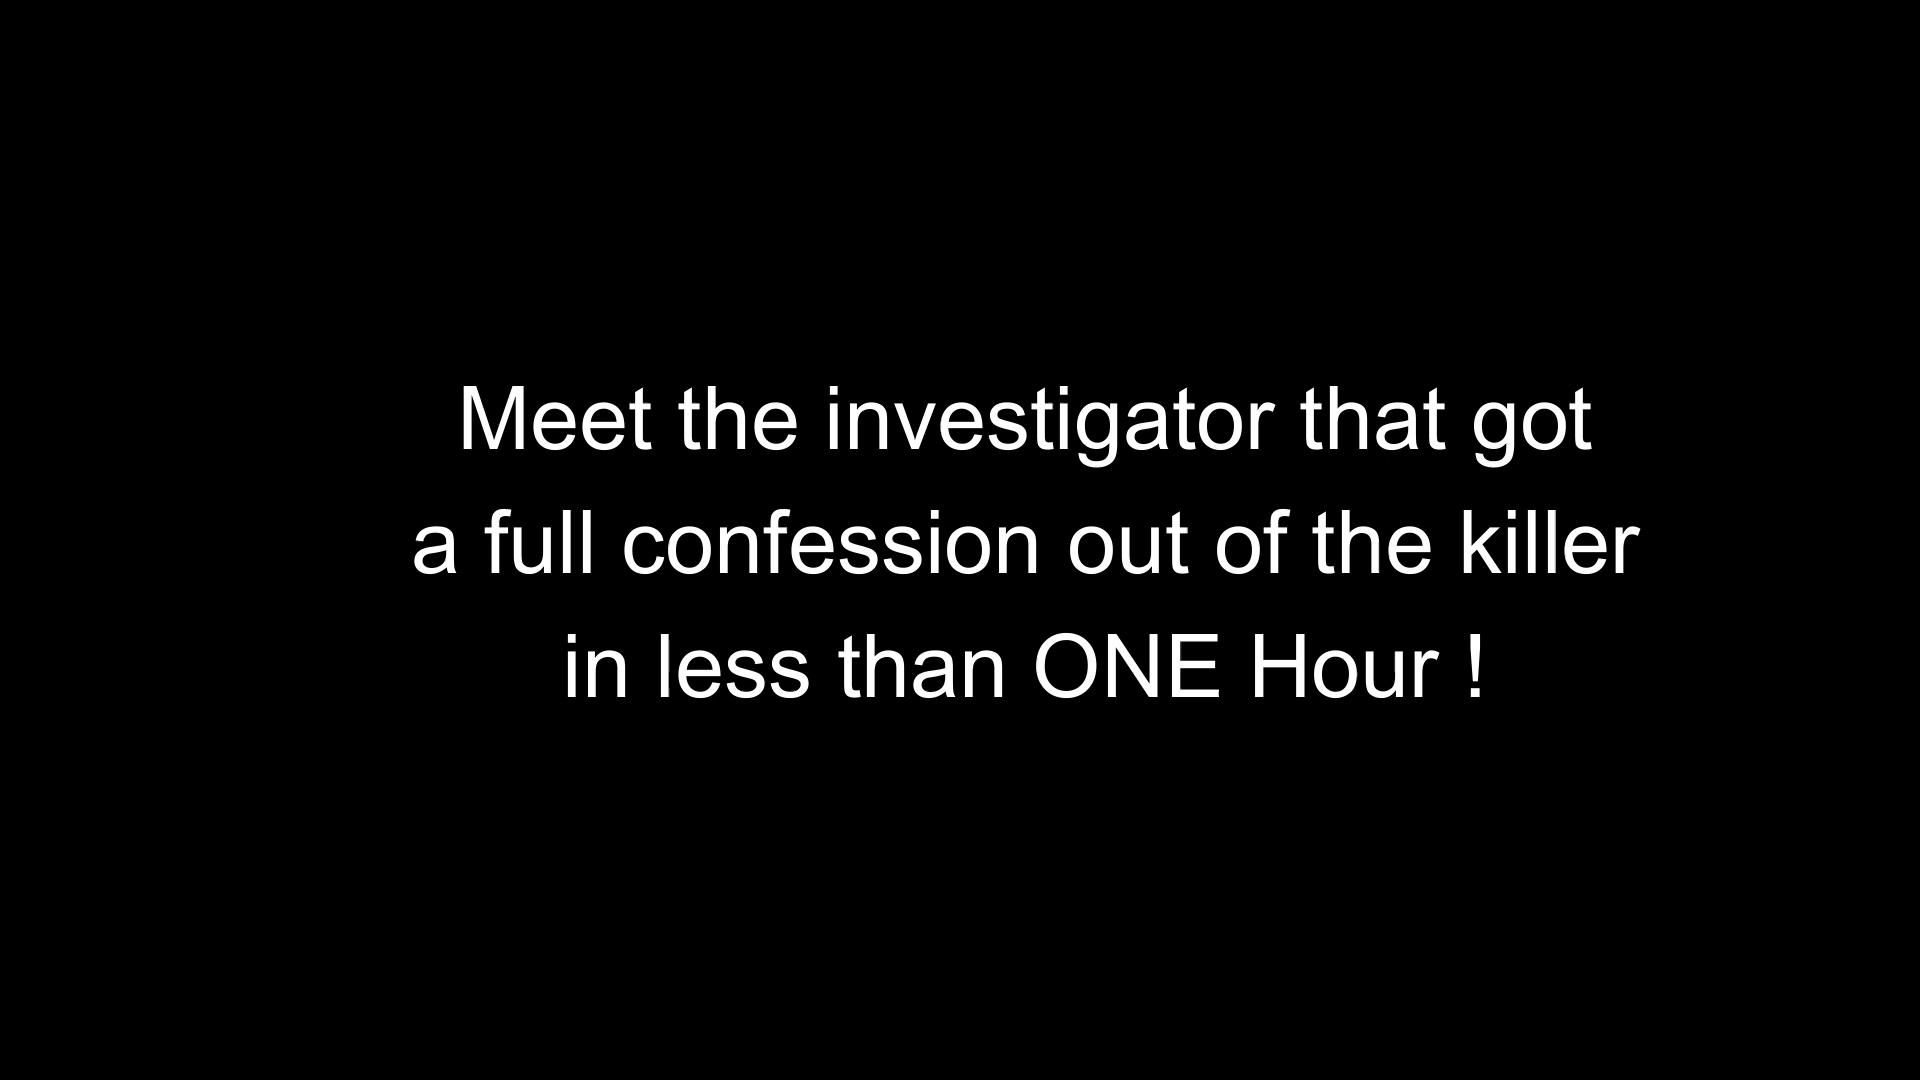 Meet the investigator that got
a full confession out of the killer
in less than ONE Hour !